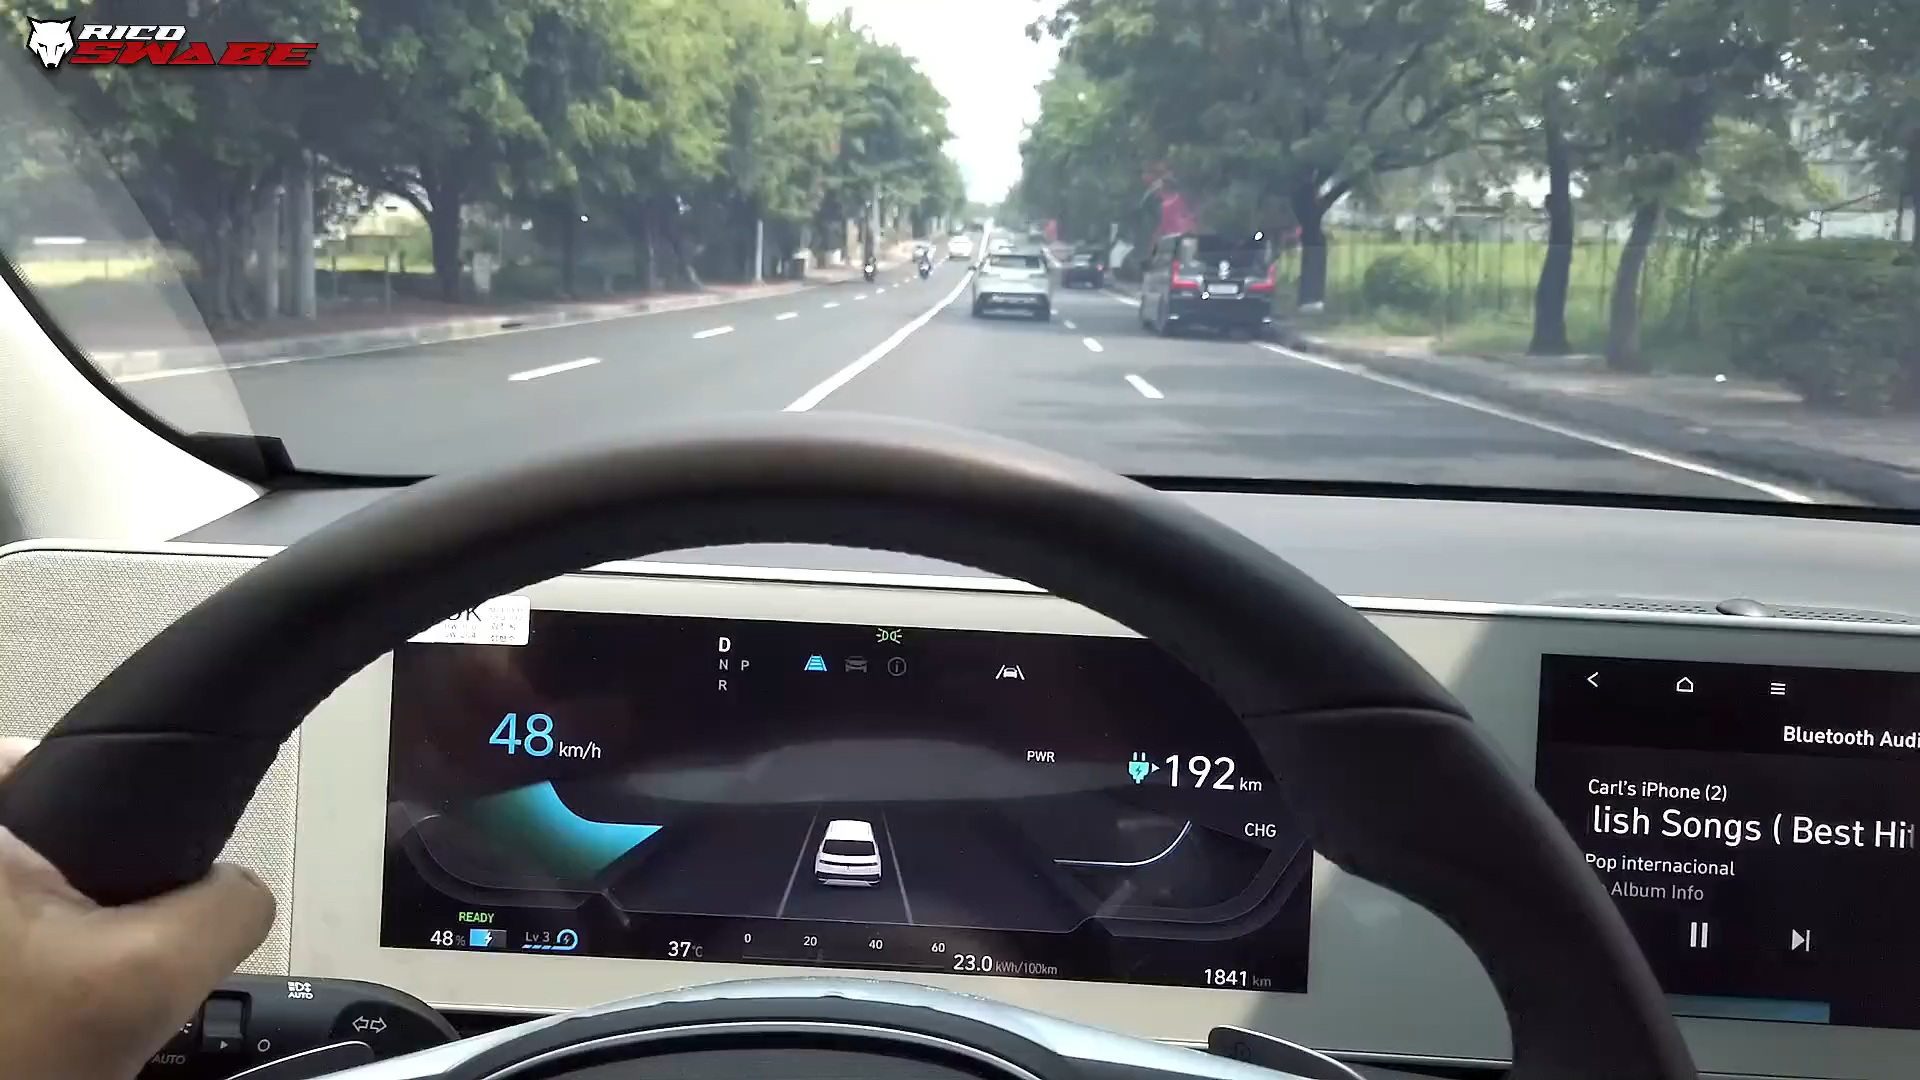 RICO
SWABE
D
N P
R
48 km/h
PWR
192 km
CHG
READY
48%
Lv 3
37°C
0 20 40 60
23.0 kWh/100km
1841 km
AUTO
AUTO
Bluetooth Audi
Carl's iPhone (2)
lish Songs ( Best Hi
Pop internacional
Album Info